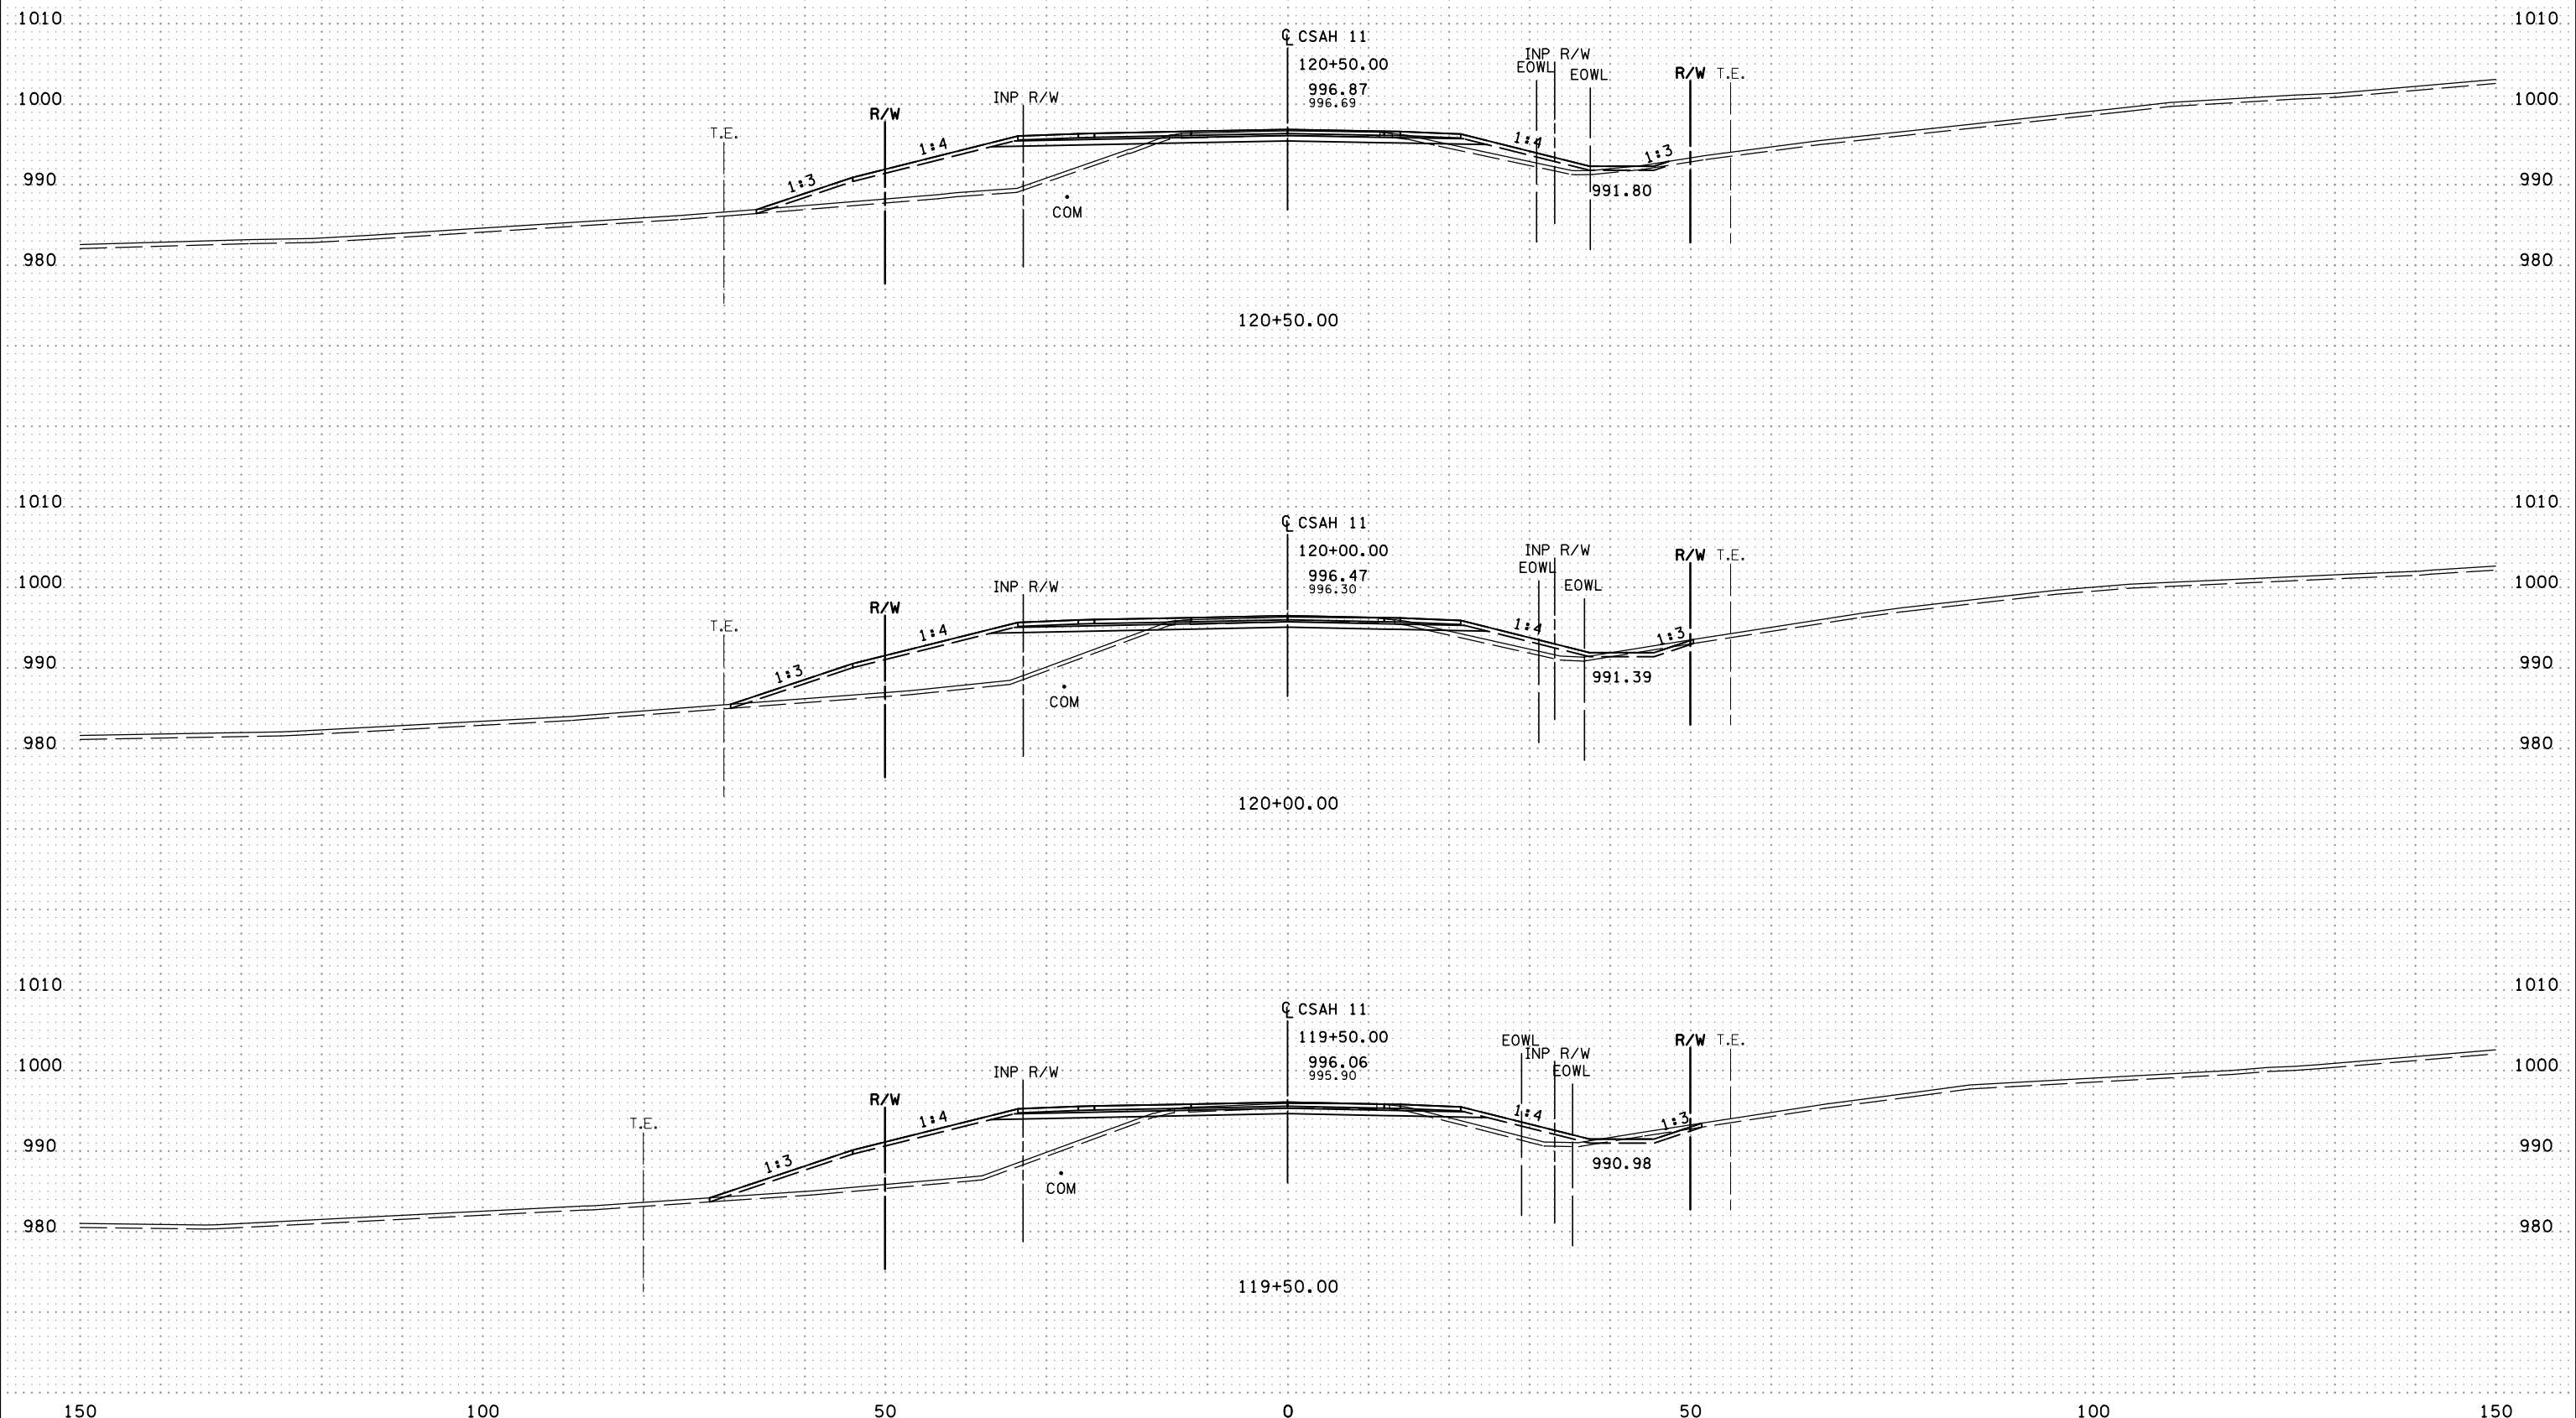 1010 1010
℄ CSAH 11
INP R/W
120+50.00
EOWL
EOWL
R/W T.E.
996.87
INP R/W
1000 1000
996.69
R/W
T.E.
1:4
1:4
1:3
990 1:3 990
991.80
COM
980 980
120+50.00
1010 1010
℄ CSAH 11
120+00.00
INP R/W
R/W T.E.
EOWL
996.47
1000 1000
INP R/W
996.30
EOWL
R/W
T.E.
1:4
1:4
1:3
990 990
1:3
991.39
COM
980 980
120+00.00
1010 1010
℄ CSAH 11
119+50.00
EOWL
R/W T.E.
INP R/W
996.06
1000 1000
INP R/W
EOWL
995.90
R/W
1:4
1:4
T.E.
1:3
990 990
1:3
990.98
COM
980 980
119+50.00
150 100 50 0 50 100 150